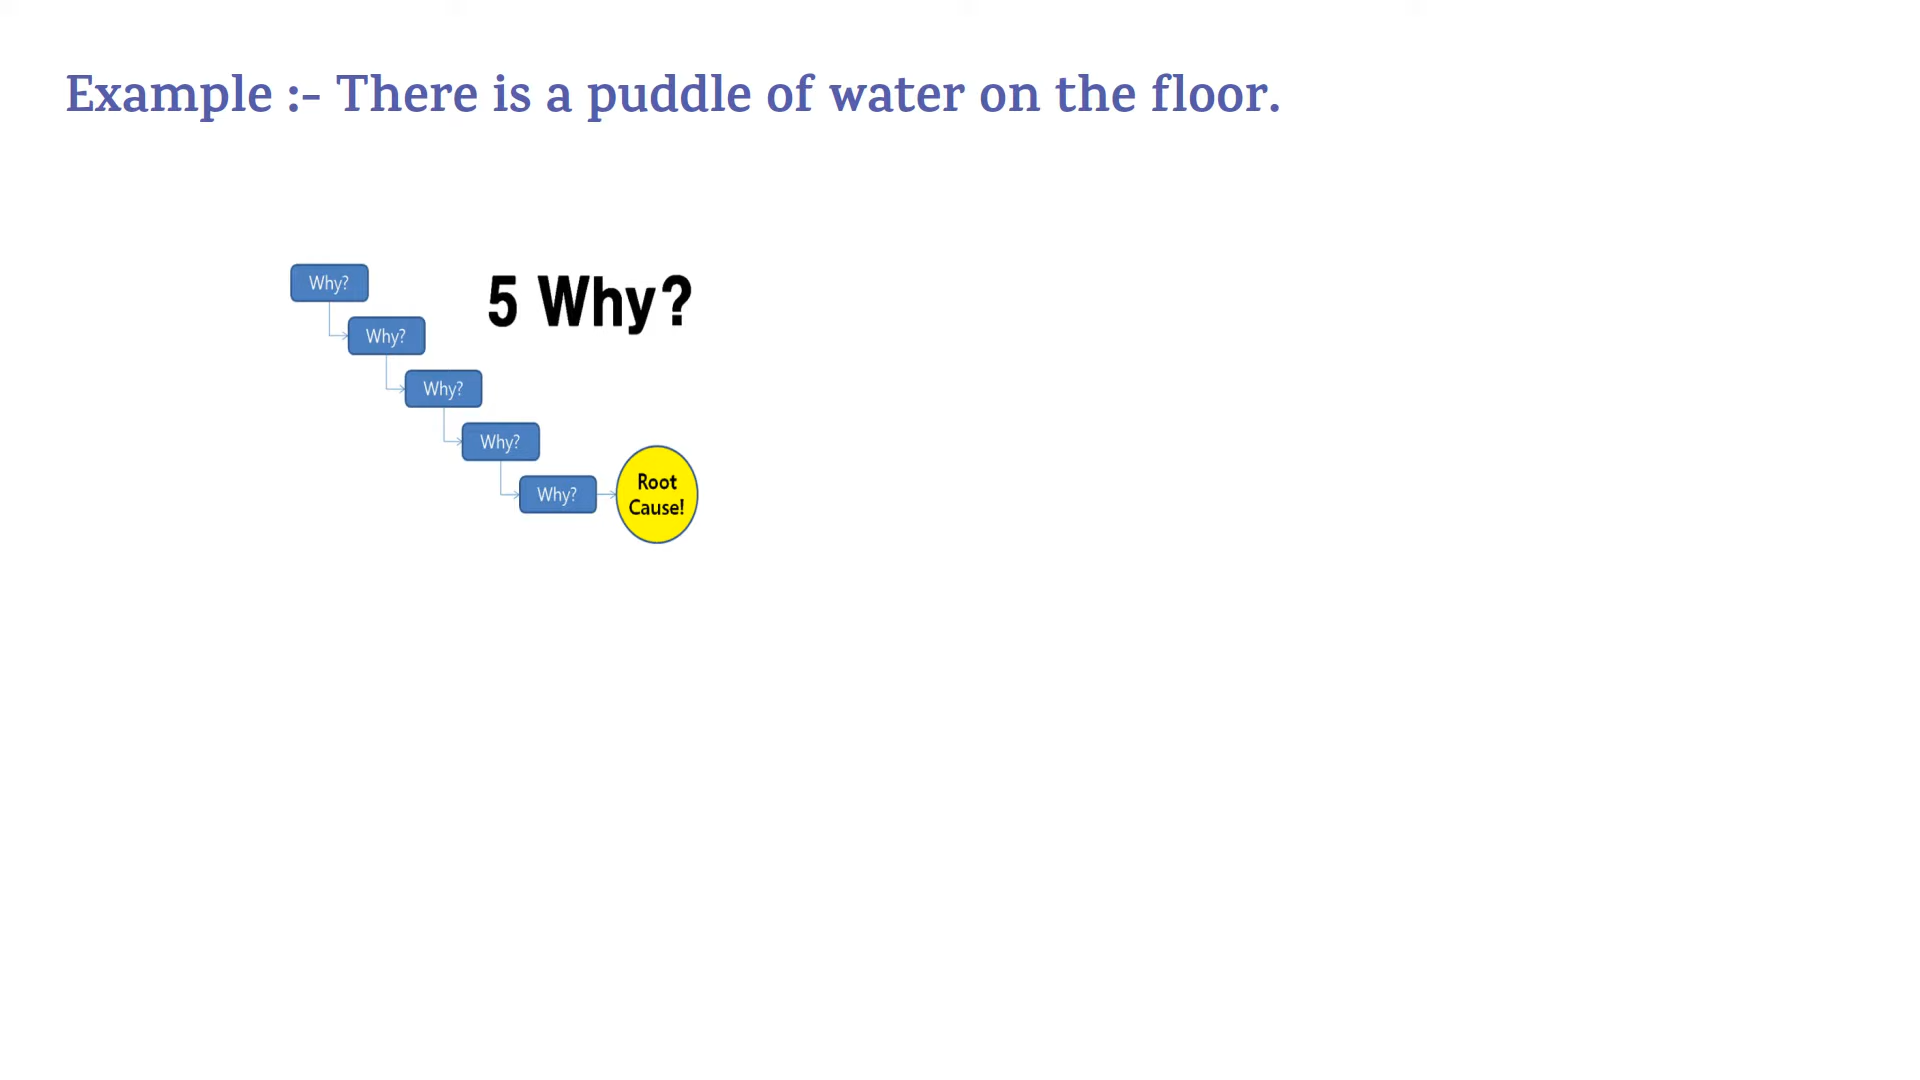 Example :- There is a puddle of water on the floor.
5 Why?
Why?
Why?
Why?
Why?
Why?
Root
Cause!